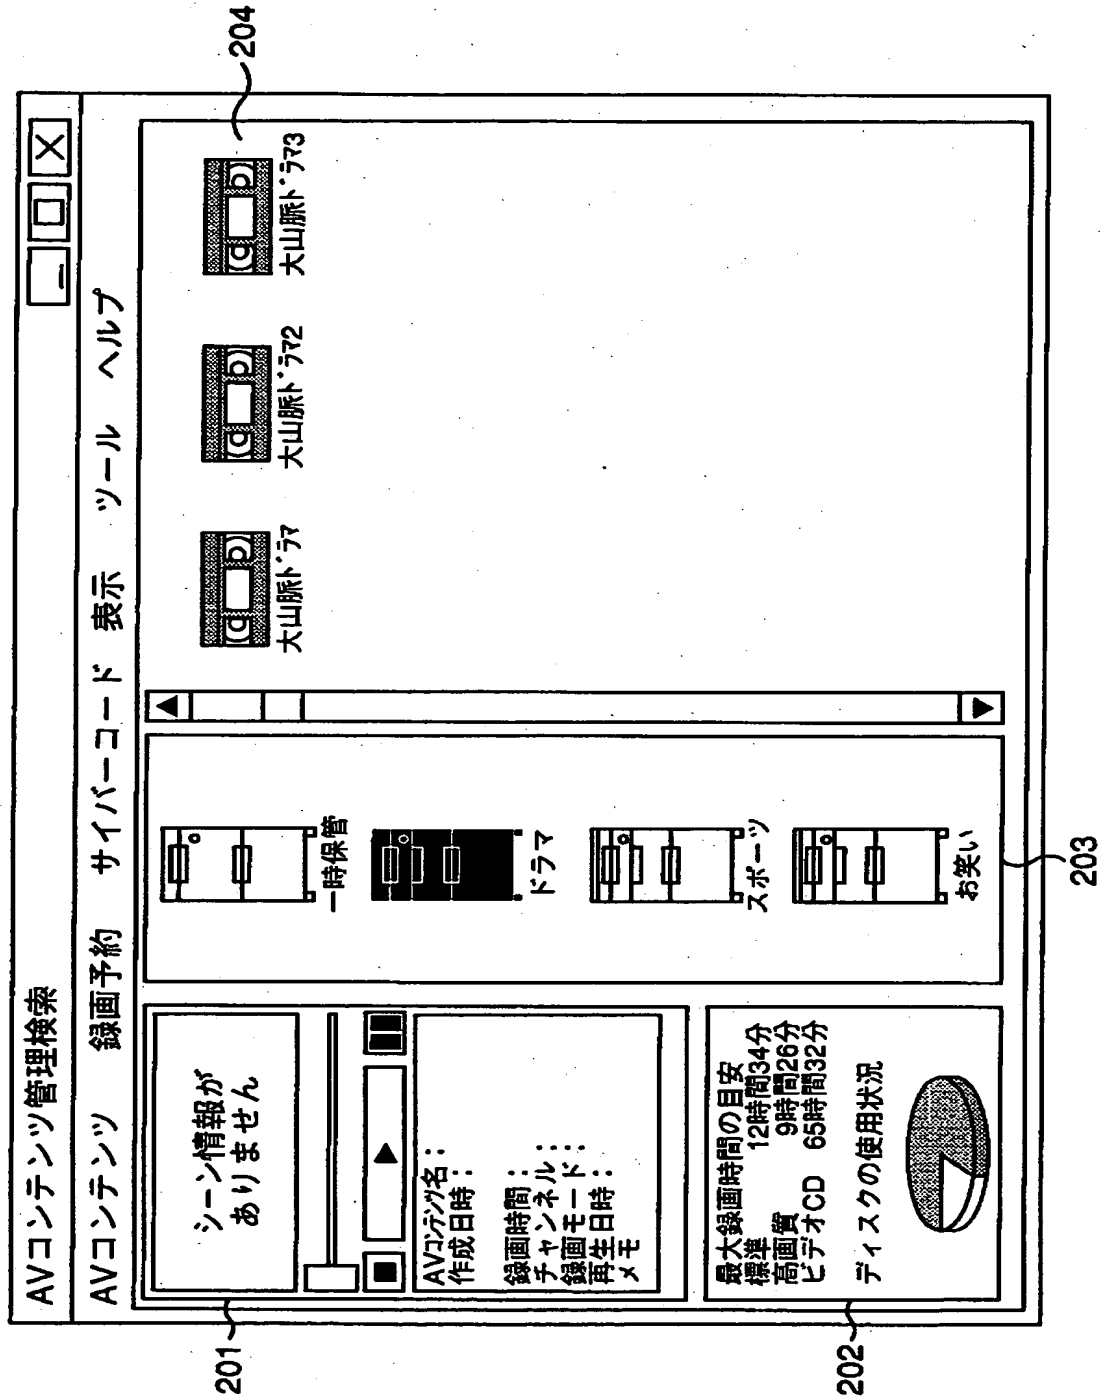 AVコンテンツ管理検索
AVコンテンツ 録画予約 サイバーコード 表示 ツール ヘルプ
シーン情報が
ありません
AVコンテンツ名:
作成日時:
録画時間:
チャンネル:
録画モード:
再生日時:
メモ
201
最大録画時間の目安
標準 12時間34分
高画質 9時間26分
ビデオCD 65時間32分
ディスクの使用状況
202
一時保管
ドラマ
スポーツ
お笑い
203
大山脈ドラマ
大山脈ドラマ2
大山脈ドラマ3
204